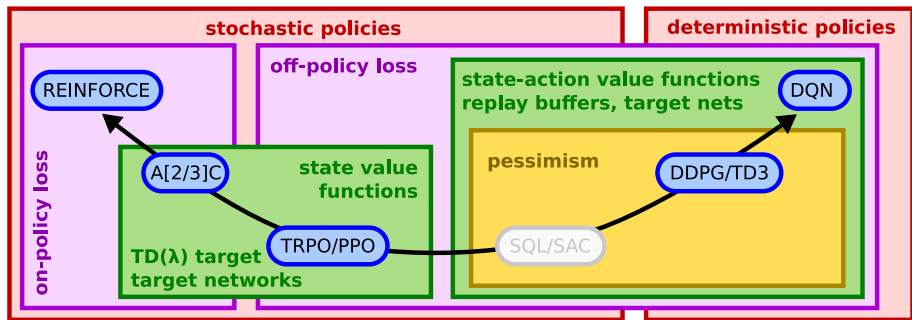 stochastic policies
deterministic policies
off-policy loss
REINFORCE
state-action value functions
replay buffers, target nets
DQN
on-policy loss
A[2/3]C
state value
functions
pessimism
DDPG/TD3
TRPO/PPO
SQL/SAC
TD(λ) target
target networks